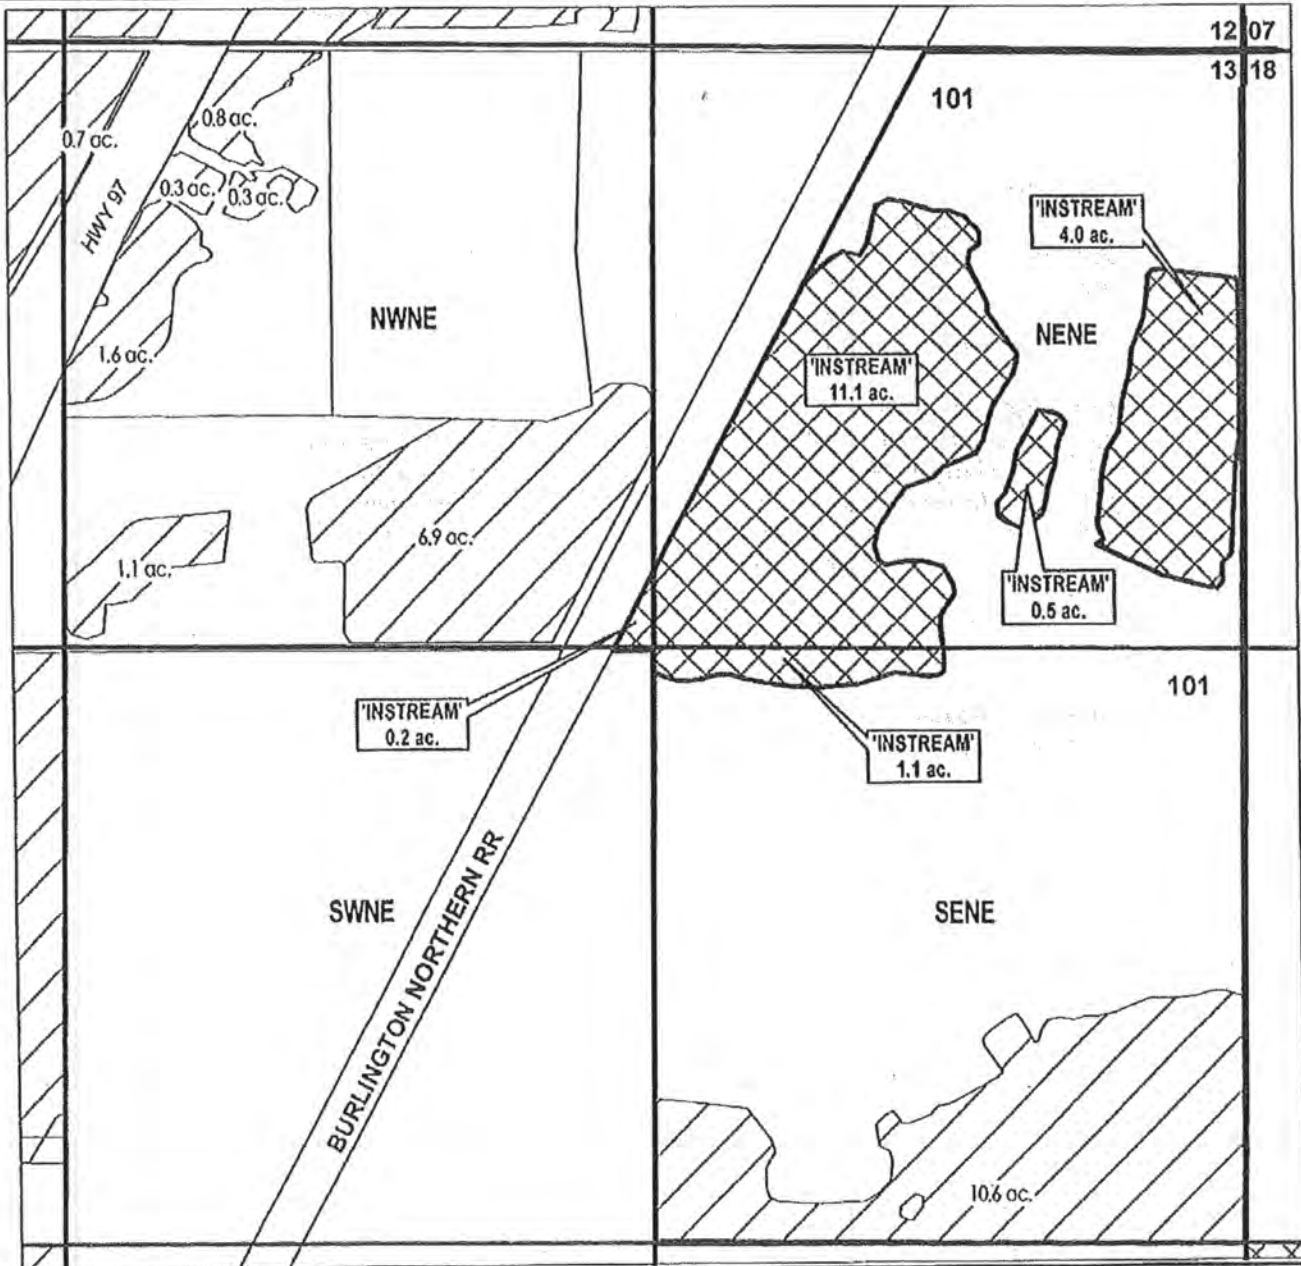 12 07
13 18
101
0.8 ac.
0.7 ac.
HWY 97
0.3 ac.
0.3 ac.
'INSTREAM'
4.0 ac.
NWNE
NENE
1.6 ac.
'INSTREAM'
11.1 ac.
6.9 ac.
1.1 ac.
'INSTREAM'
0.5 ac.
101
'INSTREAM'
0.2 ac.
'INSTREAM'
1.1 ac.
SWNE
BURLINGTON NORTHERN RR
SENE
10.6 ac.